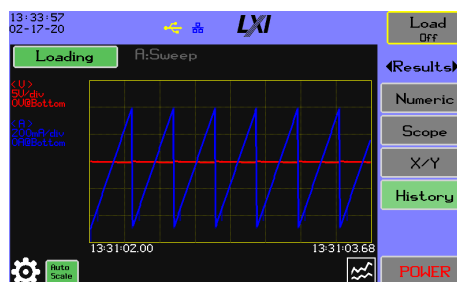 13:33:57
02-17-20
LXI
Load
Off
Loading
A:Sweep
Results
(V)
5V/div
0V@Bottom
(A)
Numeric
Scope
X/Y
History
13:31:02.00
13:31:03.68
Auto
Scale
POWER